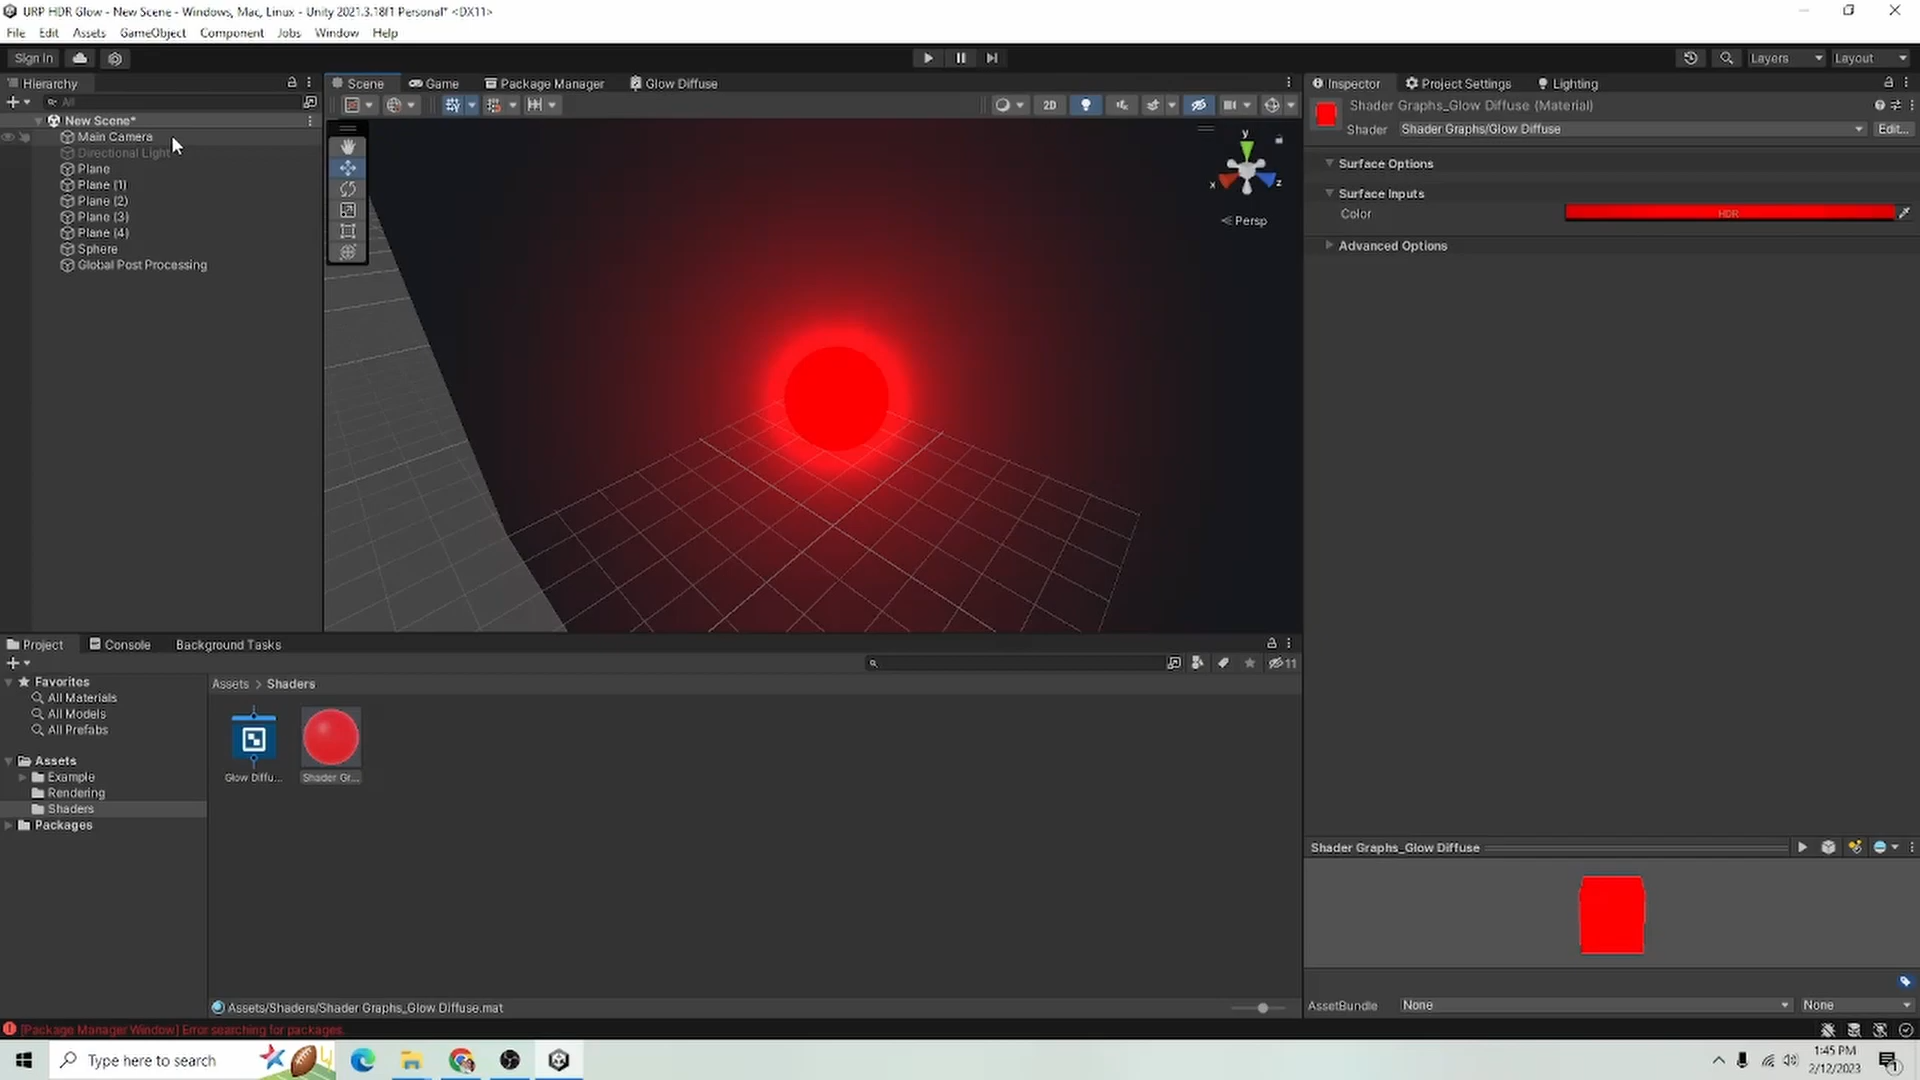 URP HDR Glow - New Scene - Windows, Mac, Linux - Unity 2021.3.18f1 Personal* <DX11>
File Edit Assets GameObject Component Jobs Window Help
Sign In
Layers
Layout
Hierarchy
Scene
Game
Package Manager
Glow Diffuse
Inspector
Project Settings
Lighting
All
2D
New Scene*
Main Camera
Directional Light
Plane
Plane (1)
Plane (2)
Plane (3)
Plane (4)
Sphere
Global Post Processing
y
x
z
Persp
Shader Graphs_Glow Diffuse (Material)
Shader
Shader Graphs/Glow Diffuse
Edit...
Surface Options
Surface Inputs
Color
HDR
Advanced Options
Project
Console
Background Tasks
11
Favorites
All Materials
All Models
All Prefabs
Assets
Example
Rendering
Shaders
Packages
Assets > Shaders
Glow Diffu...
Shader Gr...
Assets/Shaders/Shader Graphs_Glow Diffuse.mat
Shader Graphs_Glow Diffuse
AssetBundle
None
None
[Package Manager Window] Error searching for packages.
Type here to search
1:45 PM
2/12/2023
1